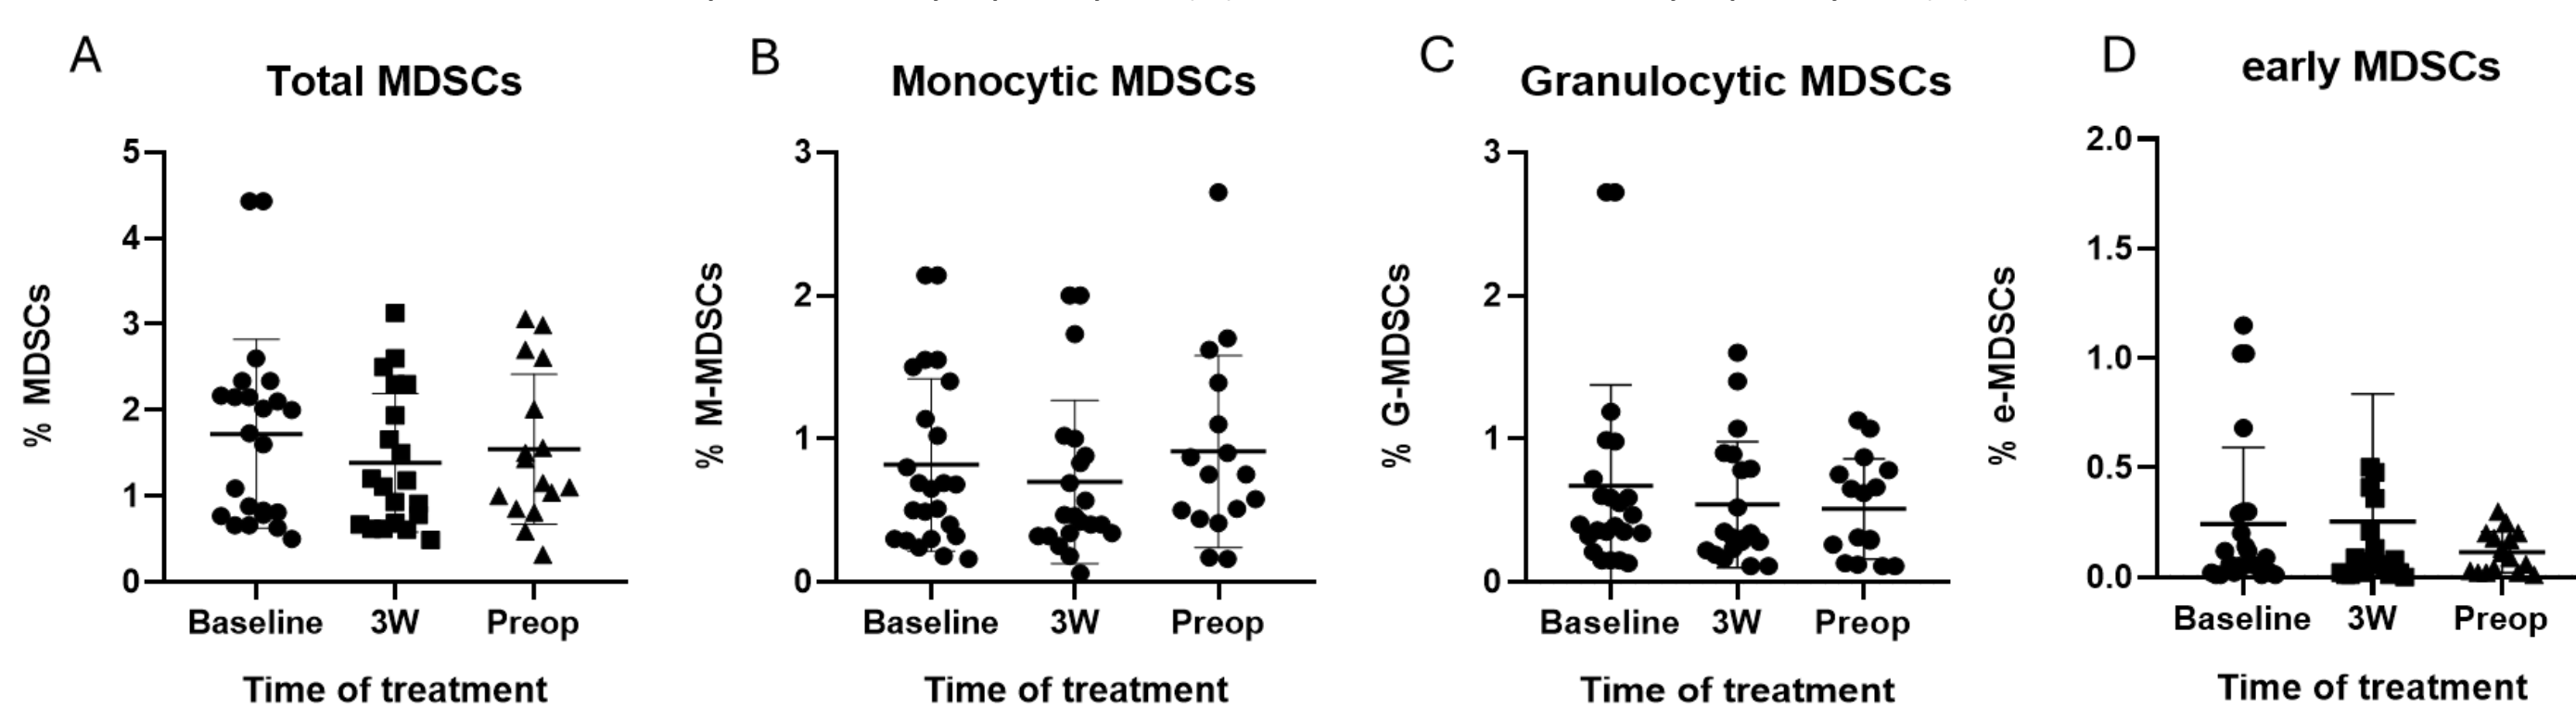 A
Total MDSCs
% MDSCs
5
4
3
2
1
0
Baseline 3W Preop
Time of treatment
B
Monocytic MDSCs
% M-MDSCs
3
2
1
0
Baseline 3W Preop
Time of treatment
C
Granulocytic MDSCs
% G-MDSCs
3
2
1
0
Baseline 3W Preop
Time of treatment
D
early MDSCs
% e-MDSCs
2.0
1.5
1.0
0.5
0.0
Baseline 3W Preop
Time of treatment